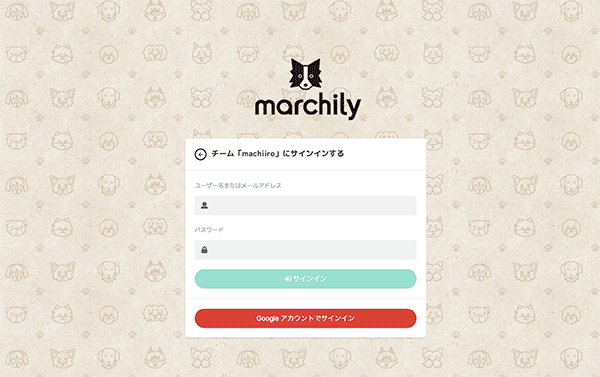 marchily
チーム「machiiro」にサインインする
ユーザー名またはメールアドレス
パスワード
サインイン
Google アカウントでサインイン